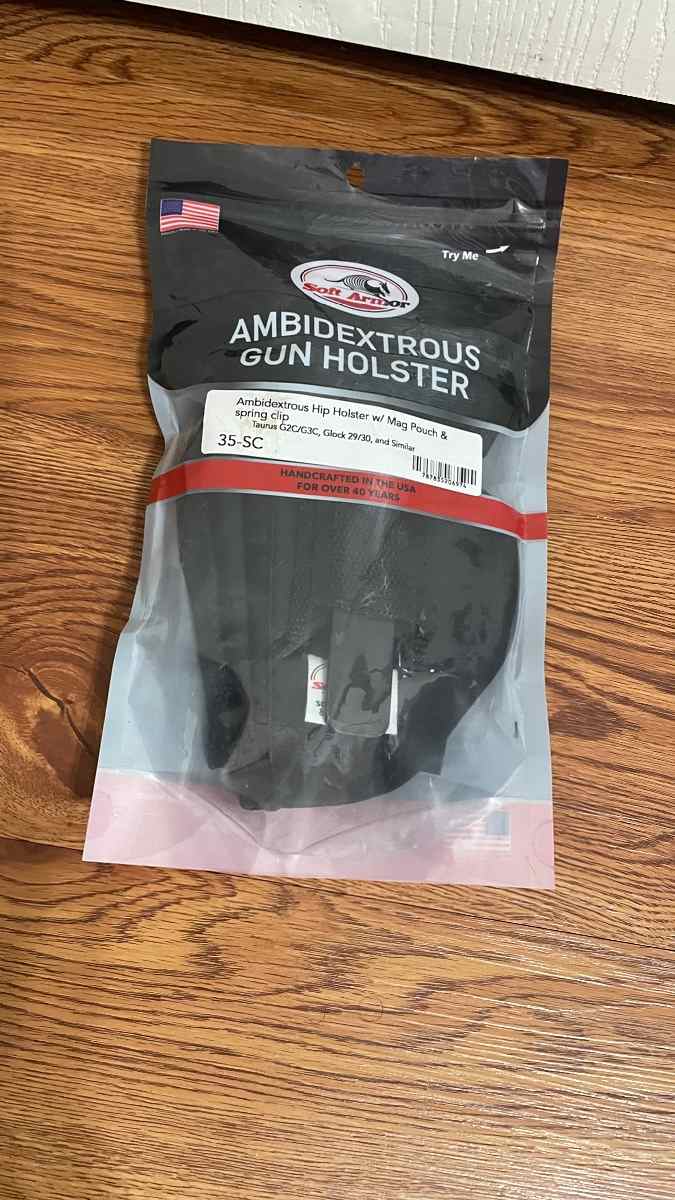 Try Me
Soft Armor
AMBIDEXTROUS
GUN HOLSTER
Ambidextrous Hip Holster w/ Mag Pouch &
spring clip
Taurus G2C/G3C, Glock 29/30, and Similar
35-SC
HANDCRAFTED IN THE USA
FOR OVER 40 YEARS